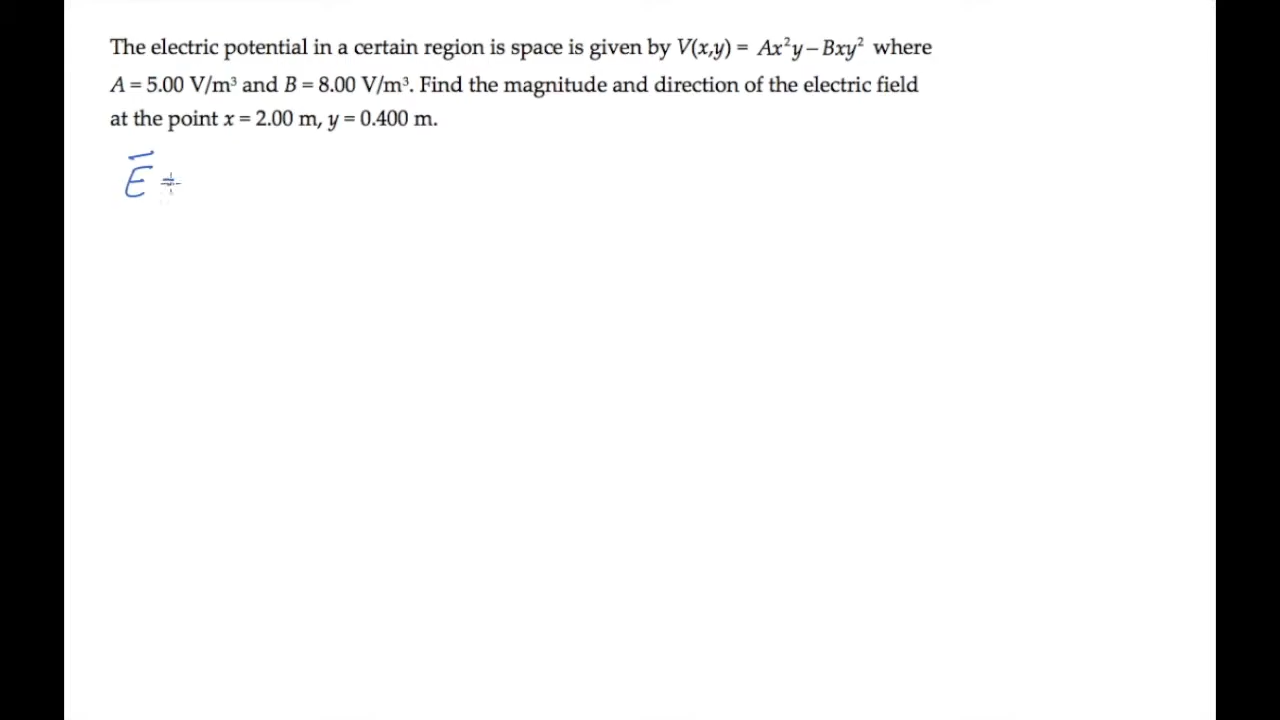 The electric potential in a certain region is space is given by V(x,y) = Ax²y – Bxy² where
A = 5.00 V/m³ and B = 8.00 V/m³. Find the magnitude and direction of the electric field
at the point x = 2.00 m, y = 0.400 m.
E̅ =